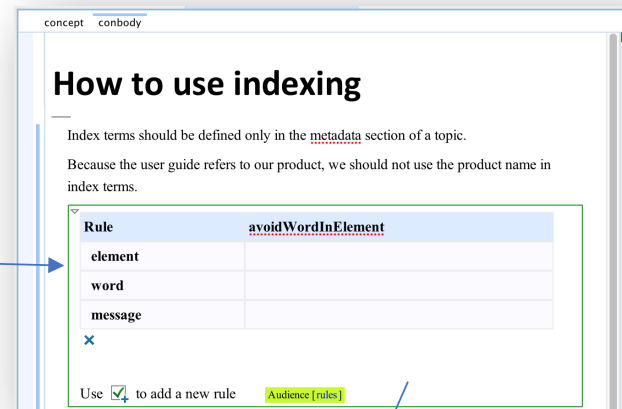 concept conbody
How to use indexing
Index terms should be defined only in the metadata section of a topic.
Because the user guide refers to our product, we should not use the product name in
index terms.
Rule avoidWordInElement
element
word
message
Use to add a new rule Audience [rules]